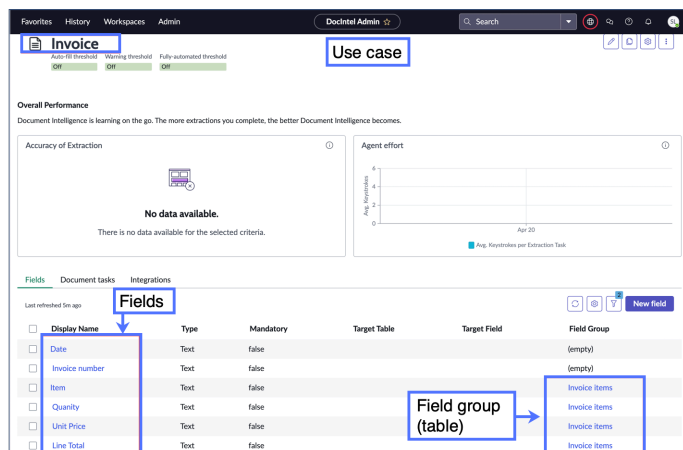 Favorites History Workspaces Admin DocIntel Admin ☆ Search
Invoice
Use case
Auto-fill threshold Warning threshold Fully-automated threshold
Off Off Off
Overall Performance
Document Intelligence is learning on the go. The more extractions you complete, the better Document Intelligence becomes.
Accuracy of Extraction
No data available.
There is no data available for the selected criteria.
Agent effort
Avg. Keystrokes
6
4
2
0
Apr 20
Avg. Keystrokes per Extraction Task
Fields Document tasks Integrations
Last refreshed 5m ago
Fields
2
New field
Display Name Type Mandatory Target Table Target Field Field Group
Date Text false (empty)
Invoice number Text false (empty)
Item Text false Invoice items
Quanity Text false Invoice items
Unit Price Text false Invoice items
Line Total Text false Invoice items
Field group
(table)